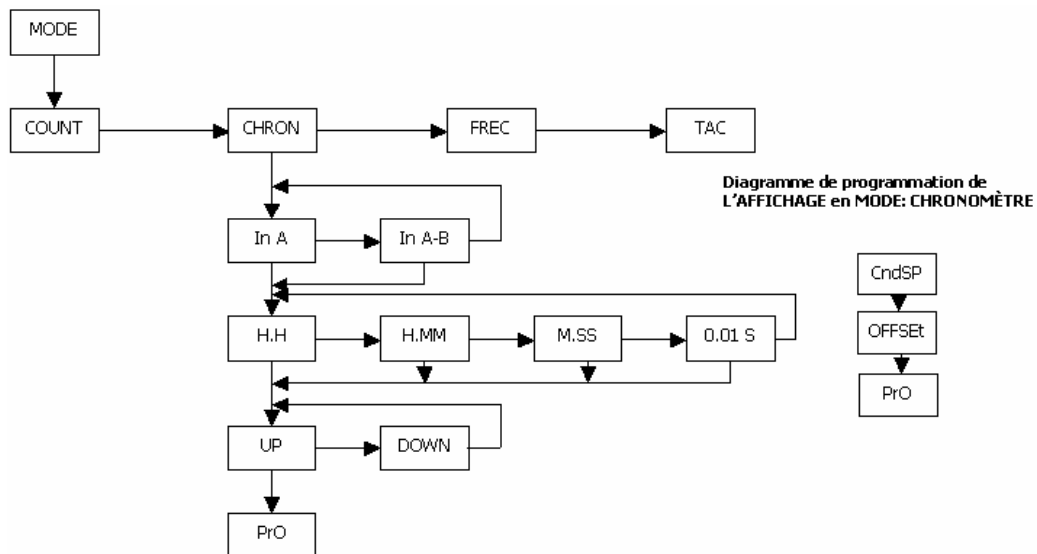 MODE
COUNT
CHRON
FREC
TAC
Diagramme de programmation de
L'AFFICHAGE en MODE: CHRONOMÈTRE
In A
In A-B
CndSP
H.H
H.MM
M.SS
0.01 S
OFFSEt
PrO
UP
DOWN
PrO